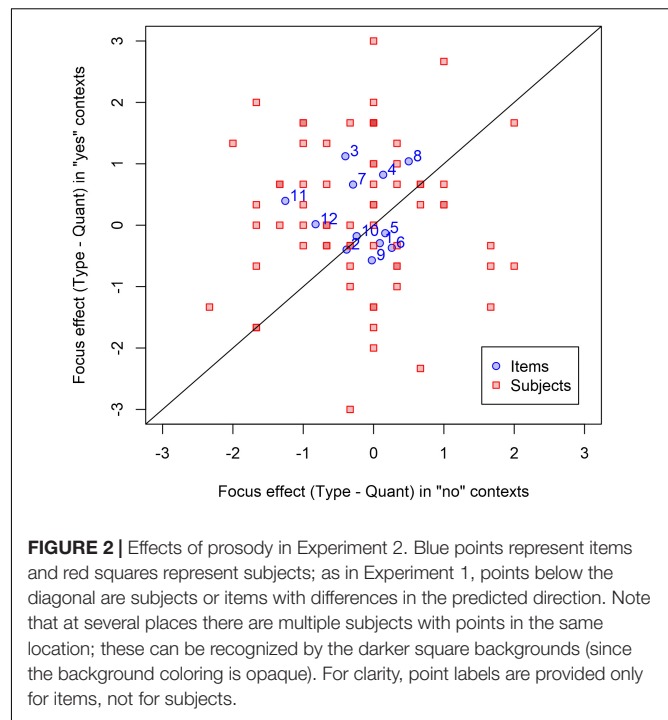 Focus effect (Type - Quant) in "yes" contexts
3
2
1
0
-1
-2
-3
3
8
4
7
11
12
10
5
1
6
2
9
Items
Subjects
-3 -2 -1 0 1 2 3
Focus effect (Type - Quant) in "no" contexts
FIGURE 2 | Effects of prosody in Experiment 2. Blue points represent items
and red squares represent subjects; as in Experiment 1, points below the
diagonal are subjects or items with differences in the predicted direction. Note
that at several places there are multiple subjects with points in the same
location; these can be recognized by the darker square backgrounds (since
the background coloring is opaque). For clarity, point labels are provided only
for items, not for subjects.